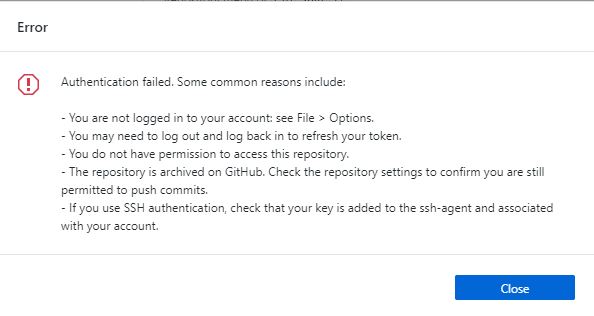 Error
Authentication failed. Some common reasons include:
- You are not logged in to your account: see File > Options.
- You may need to log out and log back in to refresh your token.
- You do not have permission to access this repository.
- The repository is archived on GitHub. Check the repository settings to confirm you are still
permitted to push commits.
- If you use SSH authentication, check that your key is added to the ssh-agent and associated
with your account.
Close